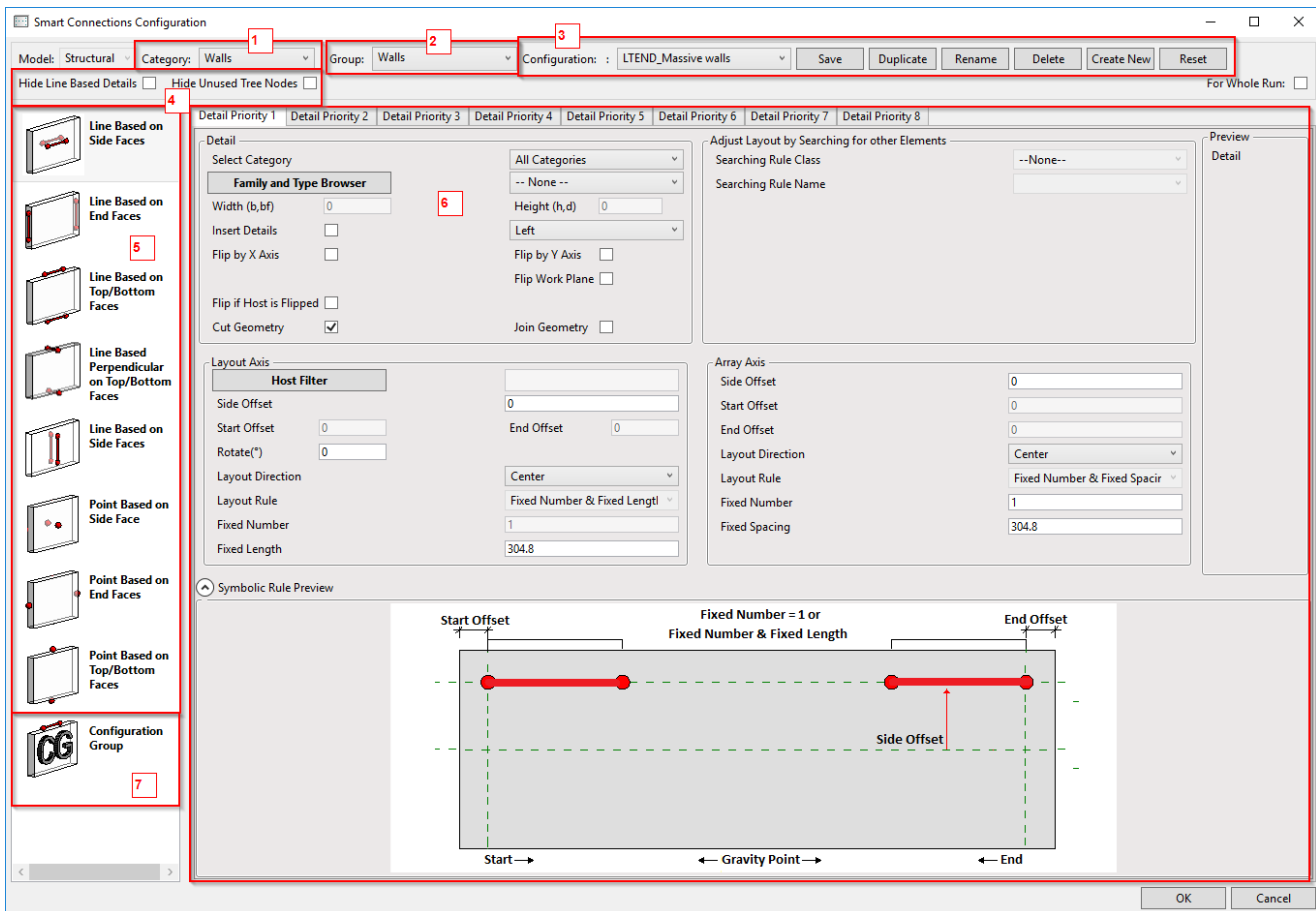 Smart Connections Configuration
1
2
3
Model: Structural Category: Walls Group: Walls Configuration: : LTEND_Massive walls Save Duplicate Rename Delete Create New Reset
Hide Line Based Details Hide Unused Tree Nodes For Whole Run:
4
Line Based on
Side Faces
Line Based on
End Faces
5
Line Based on
Top/Bottom
Faces
Line Based
Perpendicular
on Top/Bottom
Faces
Line Based on
Side Faces
Point Based on
Side Face
Point Based on
End Faces
Point Based on
Top/Bottom
Faces
Configuration
Group
CG
7
Detail Priority 1 Detail Priority 2 Detail Priority 3 Detail Priority 4 Detail Priority 5 Detail Priority 6 Detail Priority 7 Detail Priority 8
Detail
Select Category All Categories
Family and Type Browser -- None --
6
Width (b,bf) 0 Height (h,d) 0
Insert Details Left
Flip by X Axis Flip by Y Axis
Flip Work Plane
Flip if Host is Flipped
Cut Geometry Join Geometry
Adjust Layout by Searching for other Elements
Searching Rule Class --None--
Searching Rule Name
Preview
Detail
Layout Axis
Host Filter
Side Offset 0
Start Offset 0 End Offset 0
Rotate(°) 0
Layout Direction Center
Layout Rule Fixed Number & Fixed Lengtl
Fixed Number 1
Fixed Length 304.8
Array Axis
Side Offset 0
Start Offset 0
End Offset 0
Layout Direction Center
Layout Rule Fixed Number & Fixed Spacir
Fixed Number 1
Fixed Spacing 304.8
Symbolic Rule Preview
Start Offset Fixed Number = 1 or End Offset
Fixed Number & Fixed Length
Side Offset
Start Gravity Point End
OK Cancel